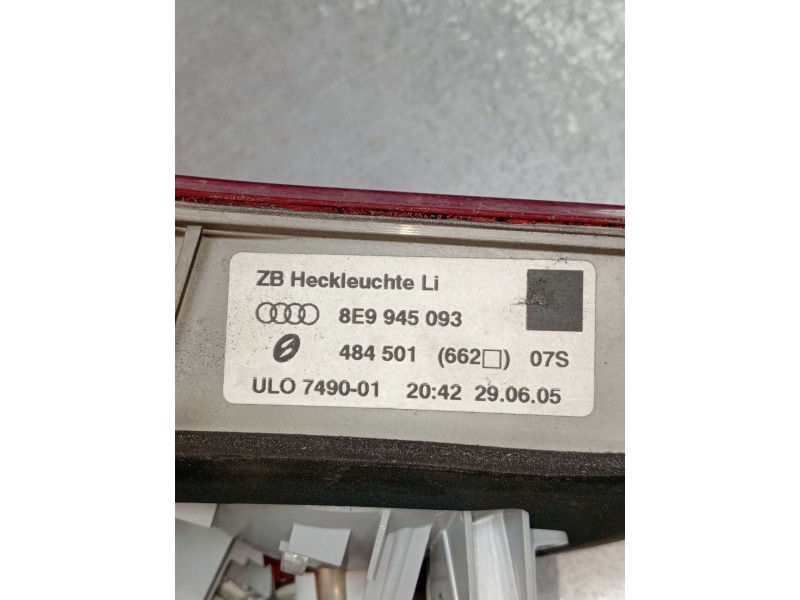 ZB Heckleuchte Li
8E9 945 093
484 501 (662□) 07S
ULO 7490-01 20:42 29.06.05